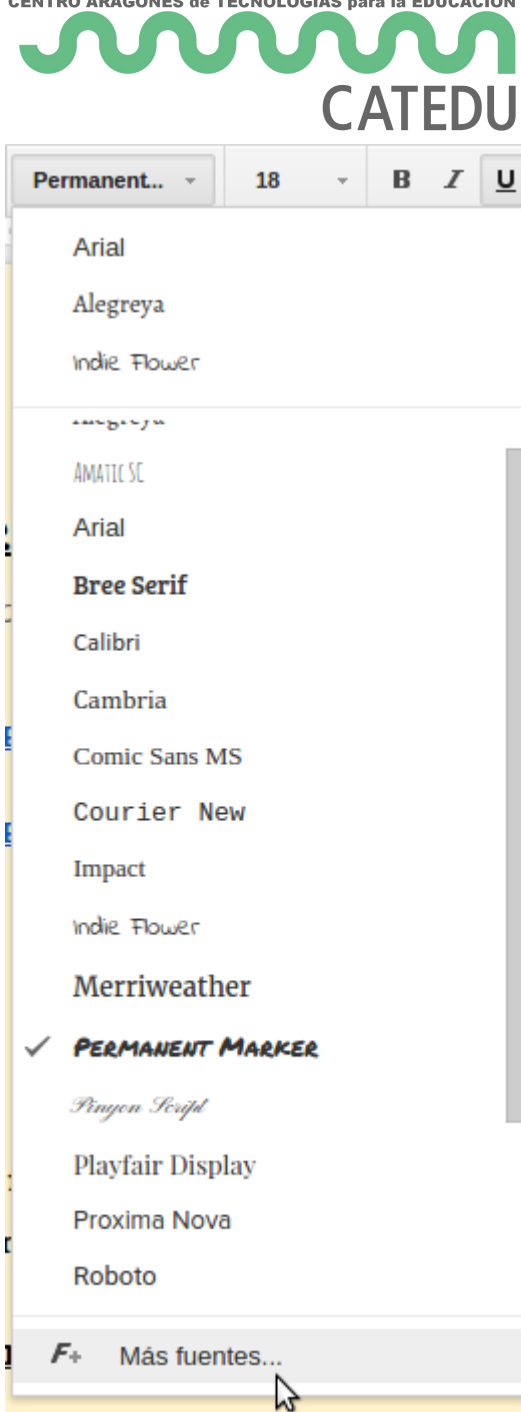 CENTRO ARAGONÉS de TECNOLOGÍAS para la EDUCACIÓN
CATEDU
Permanent... 18 B I U
Arial
Alegreya
Indie Flower
Alegreya
Amatic SC
Arial
Bree Serif
Calibri
Cambria
Comic Sans MS
Courier New
Impact
Indie Flower
Merriweather
Permanent Marker
Pinyon Script
Playfair Display
Proxima Nova
Roboto
F+ Más fuentes...